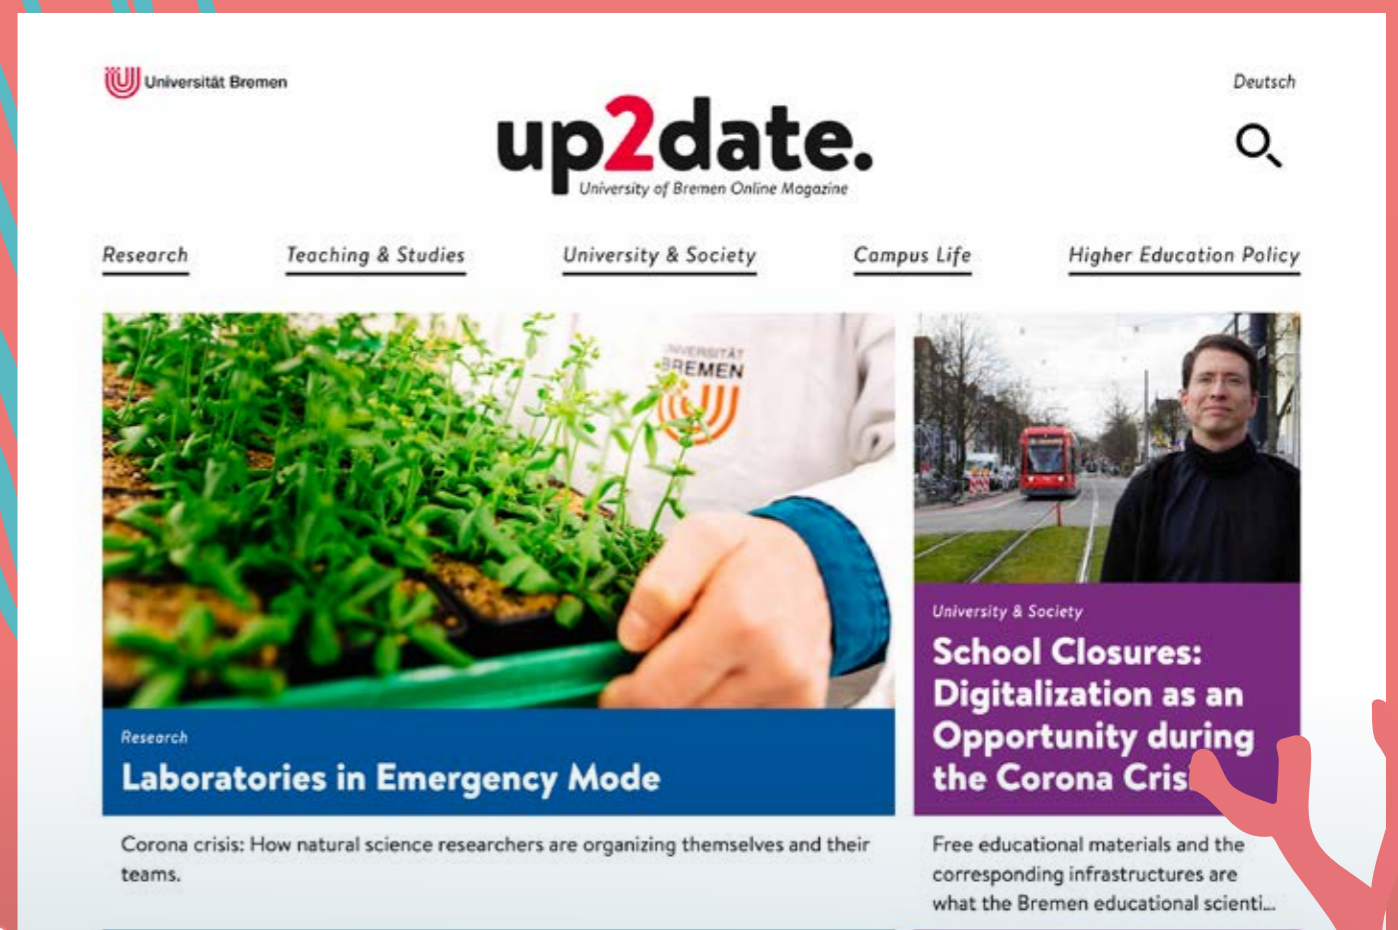 Universität Bremen
Deutsch
up2date.
University of Bremen Online Magazine
Research
Teaching & Studies
University & Society
Campus Life
Higher Education Policy
UNIVERSITÄT
BREMEN
Research
Laboratories in Emergency Mode
Corona crisis: How natural science researchers are organizing themselves and their
teams.
University & Society
School Closures:
Digitalization as an
Opportunity during
the Corona Cris
Free educational materials and the
corresponding infrastructures are
what the Bremen educational scienti...